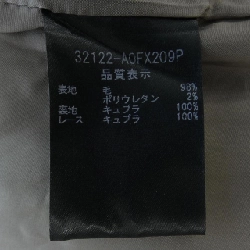 32122-A0FX209P
品質表示
表地 毛 98%
ポリウレタン 2%
裏地 キュプラ 100%
レース キュプラ 100%